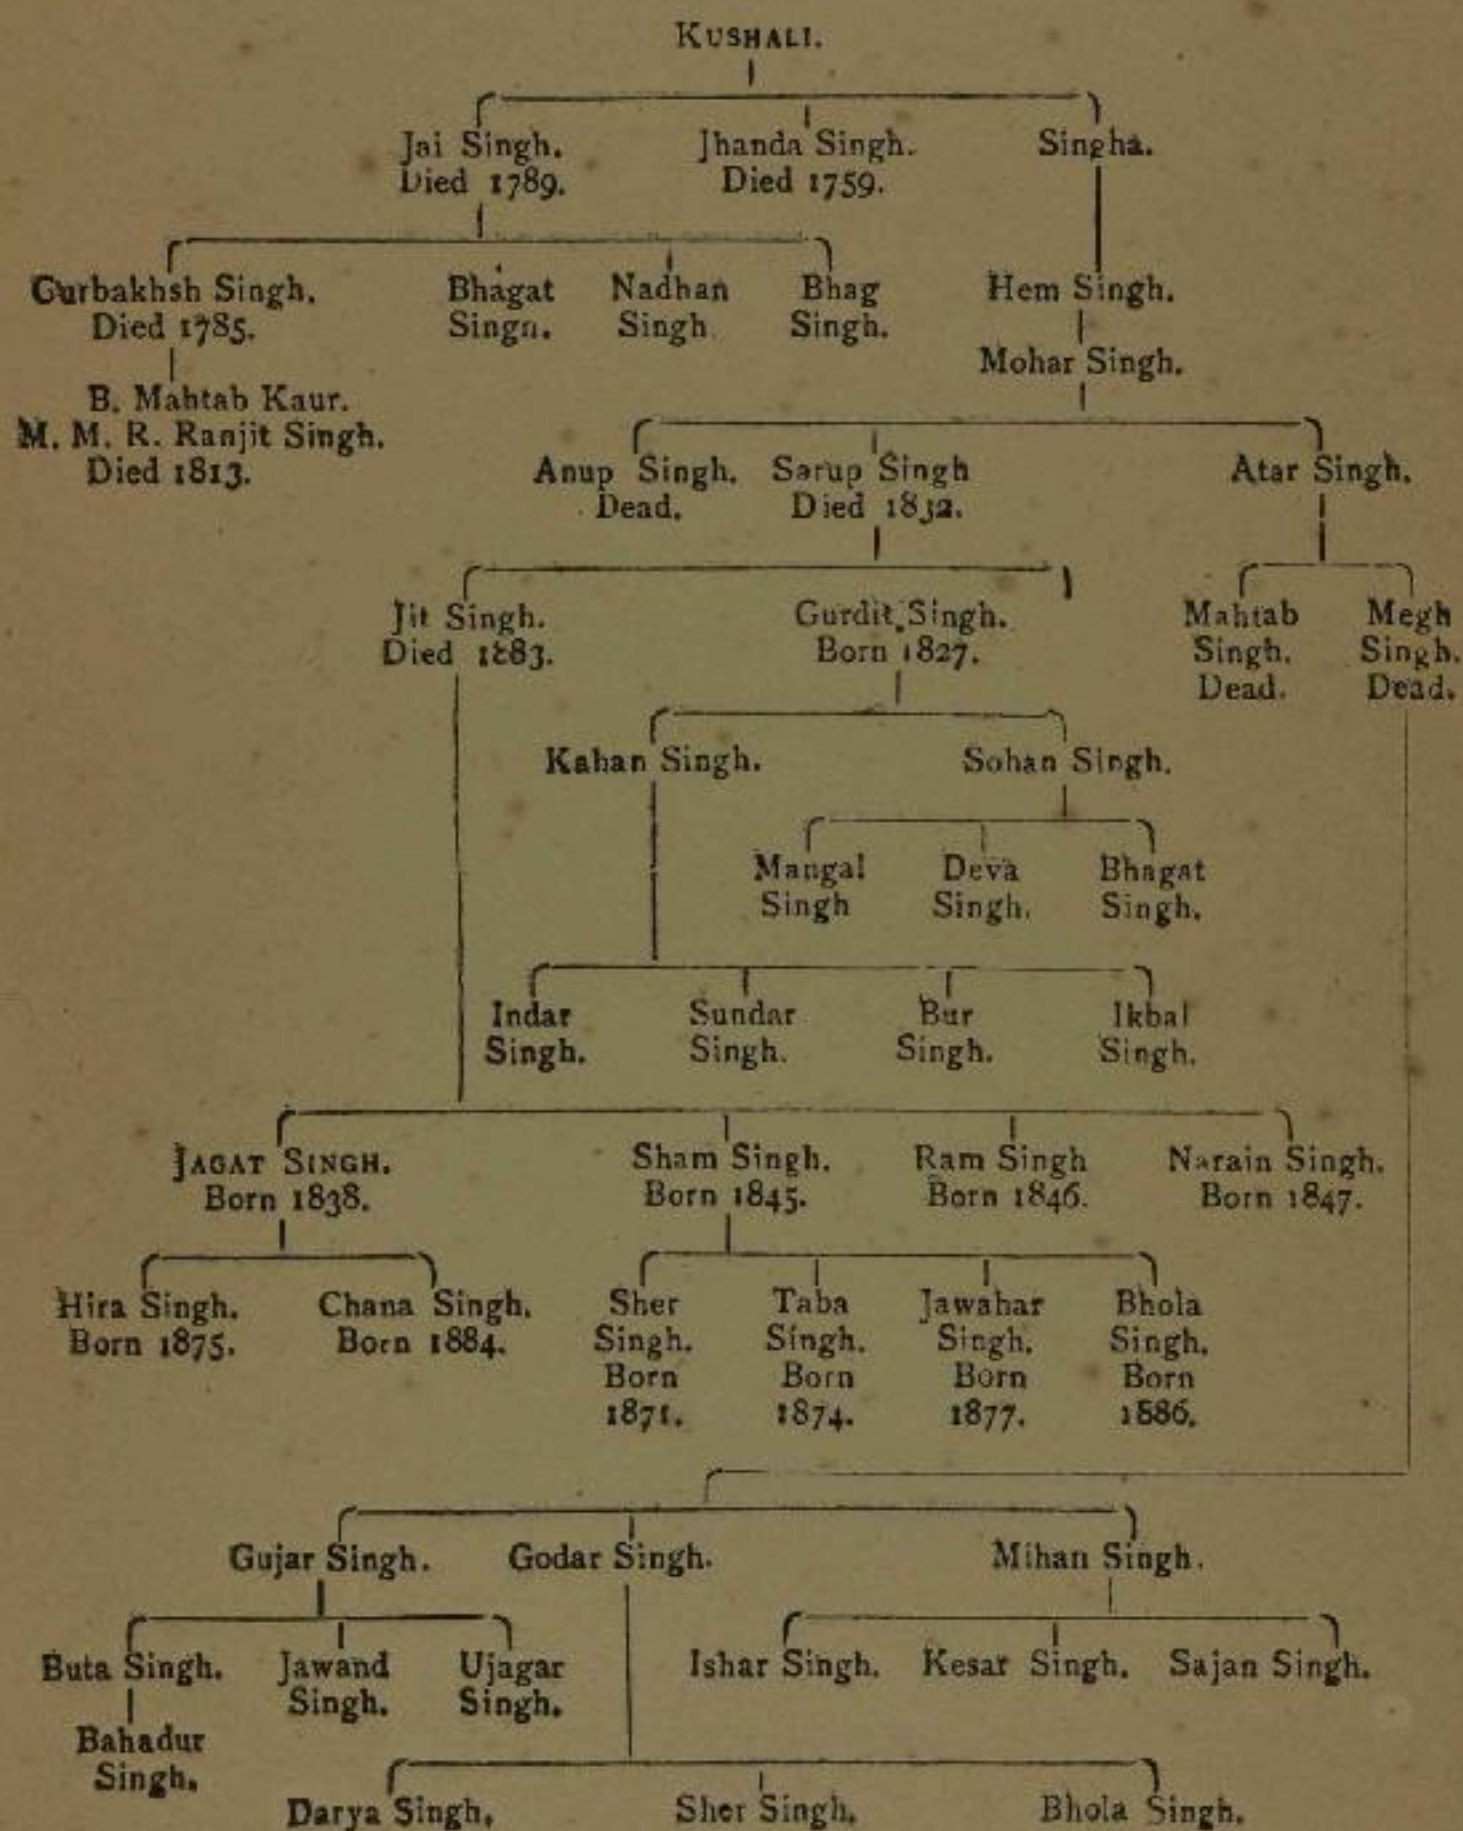 KUSHALI.
Jai Singh. Jhanda Singh. Singha.
Died 1789. Died 1759.
Gurbakhsh Singh. Bhagat Nadhan Bhag Hem Singh.
Died 1785. Singh. Singh Singh.
Mohar Singh.
B. Mahtab Kaur.
M. M. R. Ranjit Singh.
Died 1813.
Anup Singh. Sarup Singh Atar Singh.
Dead. Died 1832.
Jit Singh. Gurdit Singh. Mahtab Megh
Died 1883. Born 1827. Singh. Singh.
Dead. Dead.
Kahan Singh. Sohan Singh.
Mangal Deva Bhagat
Singh Singh. Singh.
Indar Sundar Bur Ikbal
Singh. Singh. Singh. Singh.
JAGAT SINGH. Sham Singh. Ram Singh Narain Singh.
Born 1838. Born 1845. Born 1846. Born 1847.
Hira Singh. Chana Singh. Sher Taba Jawahar Bhola
Born 1875. Born 1884. Singh. Singh. Singh. Singh.
Born Born Born Born
1871. 1874. 1877. 1886.
Gujar Singh. Godar Singh. Mihan Singh.
Buta Singh. Jawand Ujagar Ishar Singh. Kesar Singh. Sajan Singh.
Singh. Singh.
Bahadur
Singh.
Darya Singh. Sher Singh. Bhola Singh.